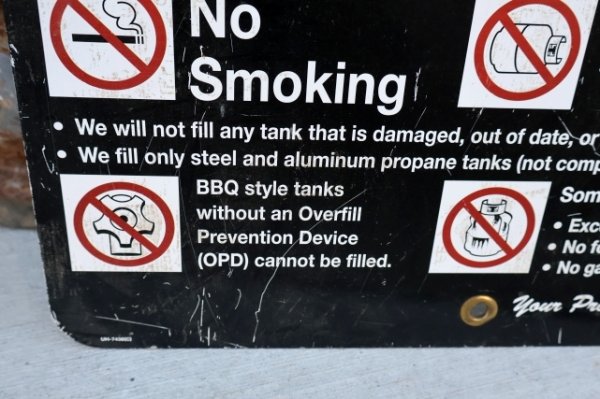 No
Smoking
• We will not fill any tank that is damaged, out of date, or
• We fill only steel and aluminum propane tanks (not comp
BBQ style tanks
without an Overfill
Prevention Device
(OPD) cannot be filled.
Som
• Exc
• No f
• No ga
Your Pr